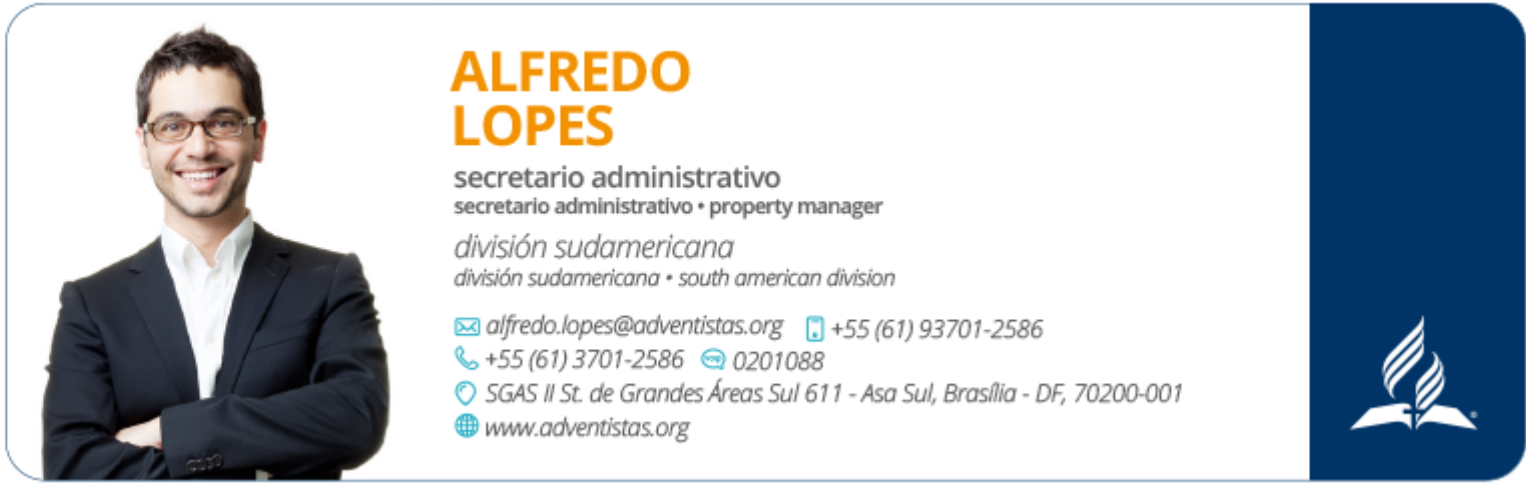 ALFREDO
LOPES
secretario administrativo
secretario administrativo • property manager
división sudamericana
división sudamericana • south american division
alfredo.lopes@adventistas.org +55 (61) 93701-2586
+55 (61) 3701-2586 voip 0201088
SGAS II St. de Grandes Áreas Sul 611 - Asa Sul, Brasília - DF, 70200-001
www.adventistas.org
®